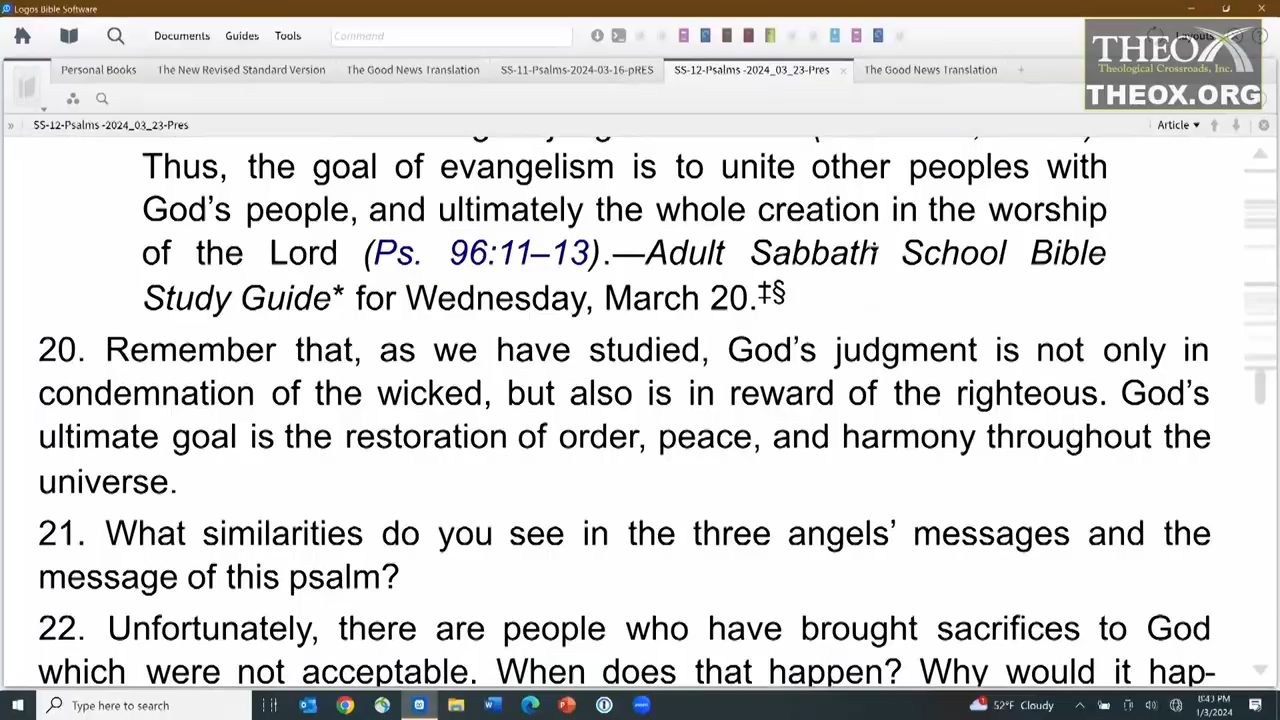 Logos Bible Software
Documents Guides Tools Command Layouts
THEOX
Theological Crossroads, Inc.
THEOX.ORG
Personal Books The New Revised Standard Version The Good News 11-Psalms-2024-03-16-pRES SS-12-Psalms -2024_03_23-Pres The Good News Translation
SS-12-Psalms -2024_03_23-Pres Article
Thus, the goal of evangelism is to unite other peoples with
God’s people, and ultimately the whole creation in the worship
of the Lord (Ps. 96:11–13).—Adult Sabbath School Bible
Study Guide* for Wednesday, March 20.‡§
20. Remember that, as we have studied, God’s judgment is not only in
condemnation of the wicked, but also is in reward of the righteous. God’s
ultimate goal is the restoration of order, peace, and harmony throughout the
universe.
21. What similarities do you see in the three angels’ messages and the
message of this psalm?
22. Unfortunately, there are people who have brought sacrifices to God
which were not acceptable. When does that happen? Why would it hap-
Type here to search
52°F Cloudy
8:43 PM
1/3/2024